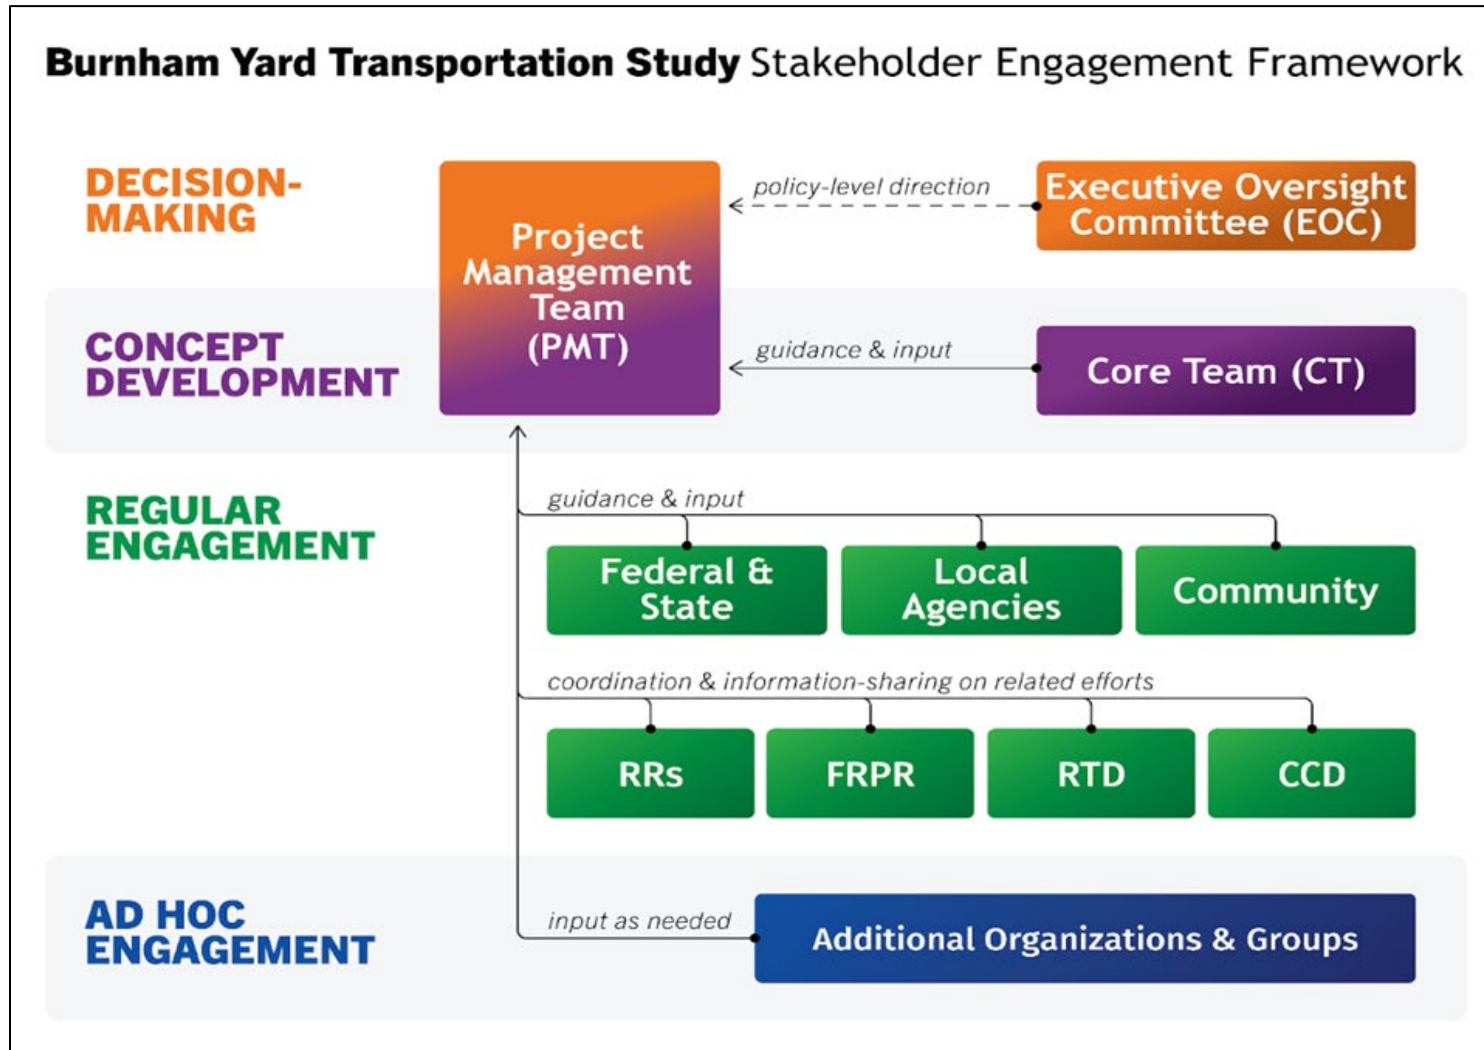 Burnham Yard Transportation Study Stakeholder Engagement Framework
DECISION-
MAKING
Project
Management
Team
(PMT)
policy-level direction
Executive Oversight
Committee (EOC)
CONCEPT
DEVELOPMENT
guidance & input
Core Team (CT)
REGULAR
ENGAGEMENT
guidance & input
Federal &
State
Local
Agencies
Community
coordination & information-sharing on related efforts
RRs
FRPR
RTD
CCD
AD HOC
ENGAGEMENT
input as needed
Additional Organizations & Groups